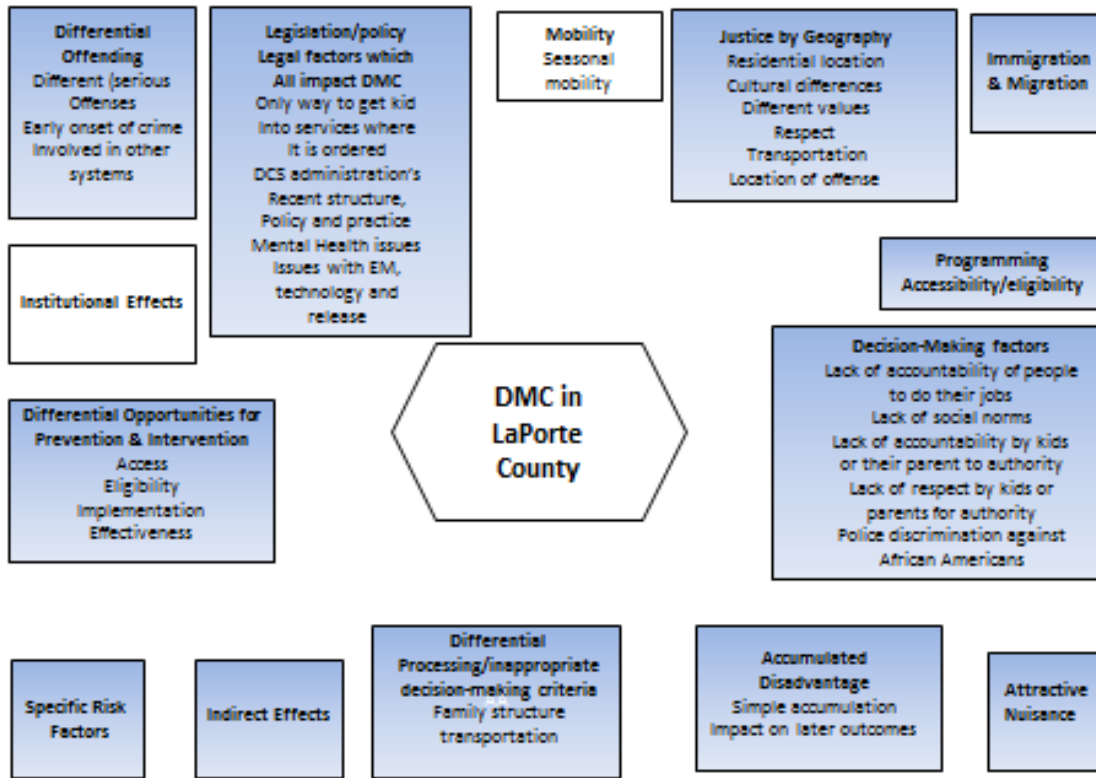 Differential
Offending
Different (serious
Offenses
Early onset of crime
Involved in other
systems
Legislation/policy
Legal factors which
All impact DMC
Only way to get kid
Into services where
It is ordered
DCS administration's
Recent structure,
Policy and practice
Mental Health issues
Issues with EM,
technology and
release
Mobility
Seasonal
mobility
Justice by Geography
Residential location
Cultural differences
Different values
Respect
Transportation
Location of offense
Immigration
& Migration
Institutional Effects
Programming
Accessibility/eligibility
Decision-Making factors
Lack of accountability of people
to do their jobs
Lack of social norms
Lack of accountability by kids
or their parent to authority
Lack of respect by kids or
parents for authority
Police discrimination against
African Americans
DMC in
LaPorte
County
Differential Opportunities for
Prevention & Intervention
Access
Eligibility
Implementation
Effectiveness
Specific Risk
Factors
Indirect Effects
Differential
Processing/inappropriate
decision-making criteria
Family structure
transportation
Accumulated
Disadvantage
Simple accumulation
Impact on later outcomes
Attractive
Nuisance